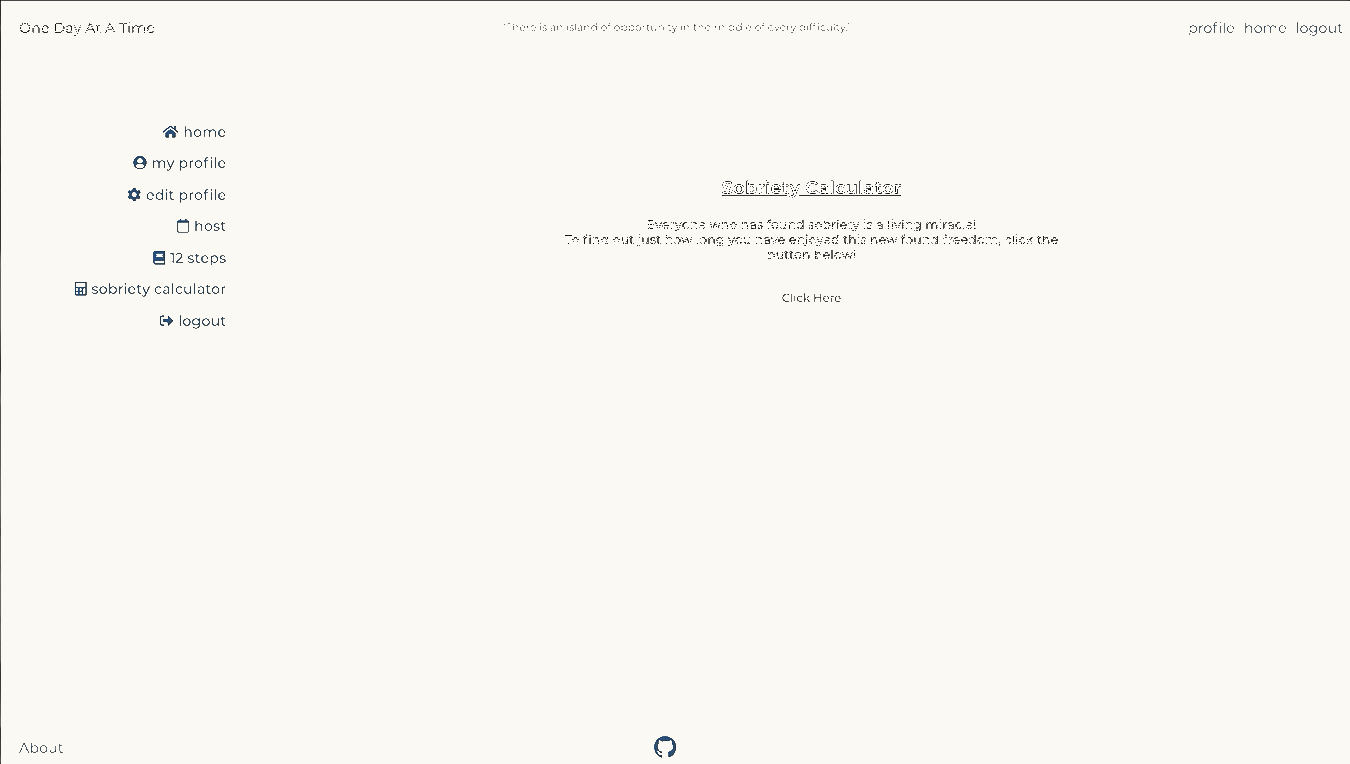 One Day At A Time
"There is an island of opportunity in the middle of every difficulty."
profile home logout
home
my profile
edit profile
host
12 steps
sobriety calculator
logout
Sobriety Calculator
Everyone who has found sobriety is a living miracle!
To find out just how long you have enjoyed this new found freedom, click the
button below!
Click Here
About